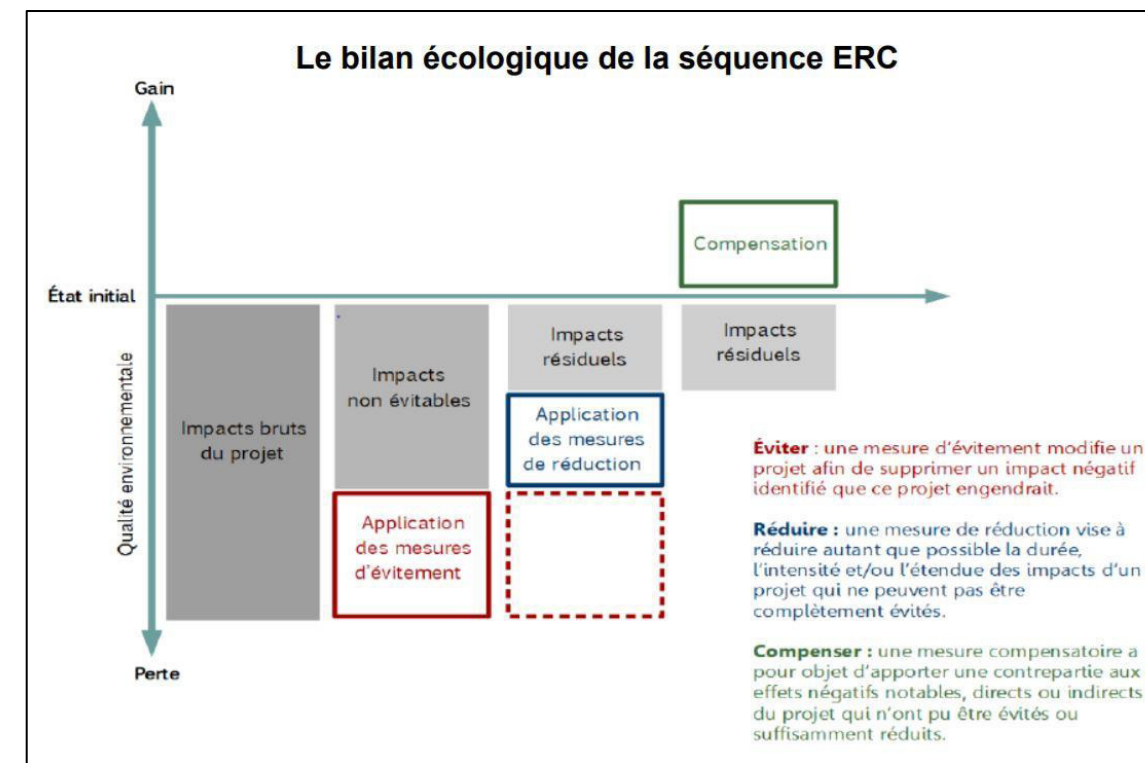 Le bilan écologique de la séquence ERC
Gain
État initial
Qualité environnementale
Perte
Impacts bruts
du projet
Impacts
non évitables
Application
des mesures
d'évitement
Impacts
résiduels
Application
des mesures
de réduction
Compensation
Impacts
résiduels
Éviter : une mesure d'évitement modifie un
projet afin de supprimer un impact négatif
identifié que ce projet engendrait.
Réduire : une mesure de réduction vise à
réduire autant que possible la durée,
l'intensité et/ou l'étendue des impacts d'un
projet qui ne peuvent pas être
complètement évités.
Compenser : une mesure compensatoire a
pour objet d'apporter une contrepartie aux
effets négatifs notables, directs ou indirects
du projet qui n'ont pu être évités ou
suffisamment réduits.